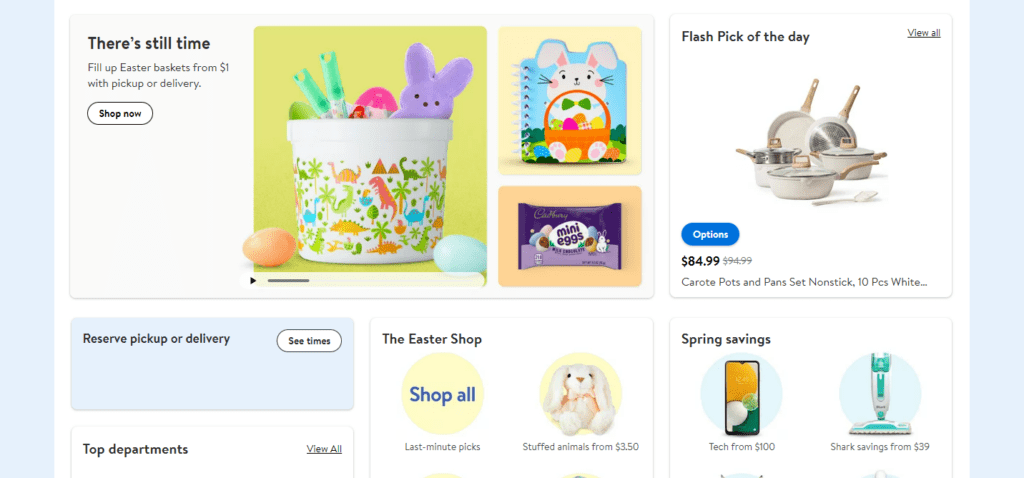 There's still time
Fill up Easter baskets from $1
with pickup or delivery.
Shop now
Cadbury
mini
eggs
MILK CHOCOLATE
Flash Pick of the day
View all
Options
$84.99 $94.99
Carote Pots and Pans Set Nonstick, 10 Pcs White...
Reserve pickup or delivery
See times
Top departments
View All
The Easter Shop
Shop all
Last-minute picks
Stuffed animals from $3.50
Spring savings
Tech from $100
Shark savings from $39